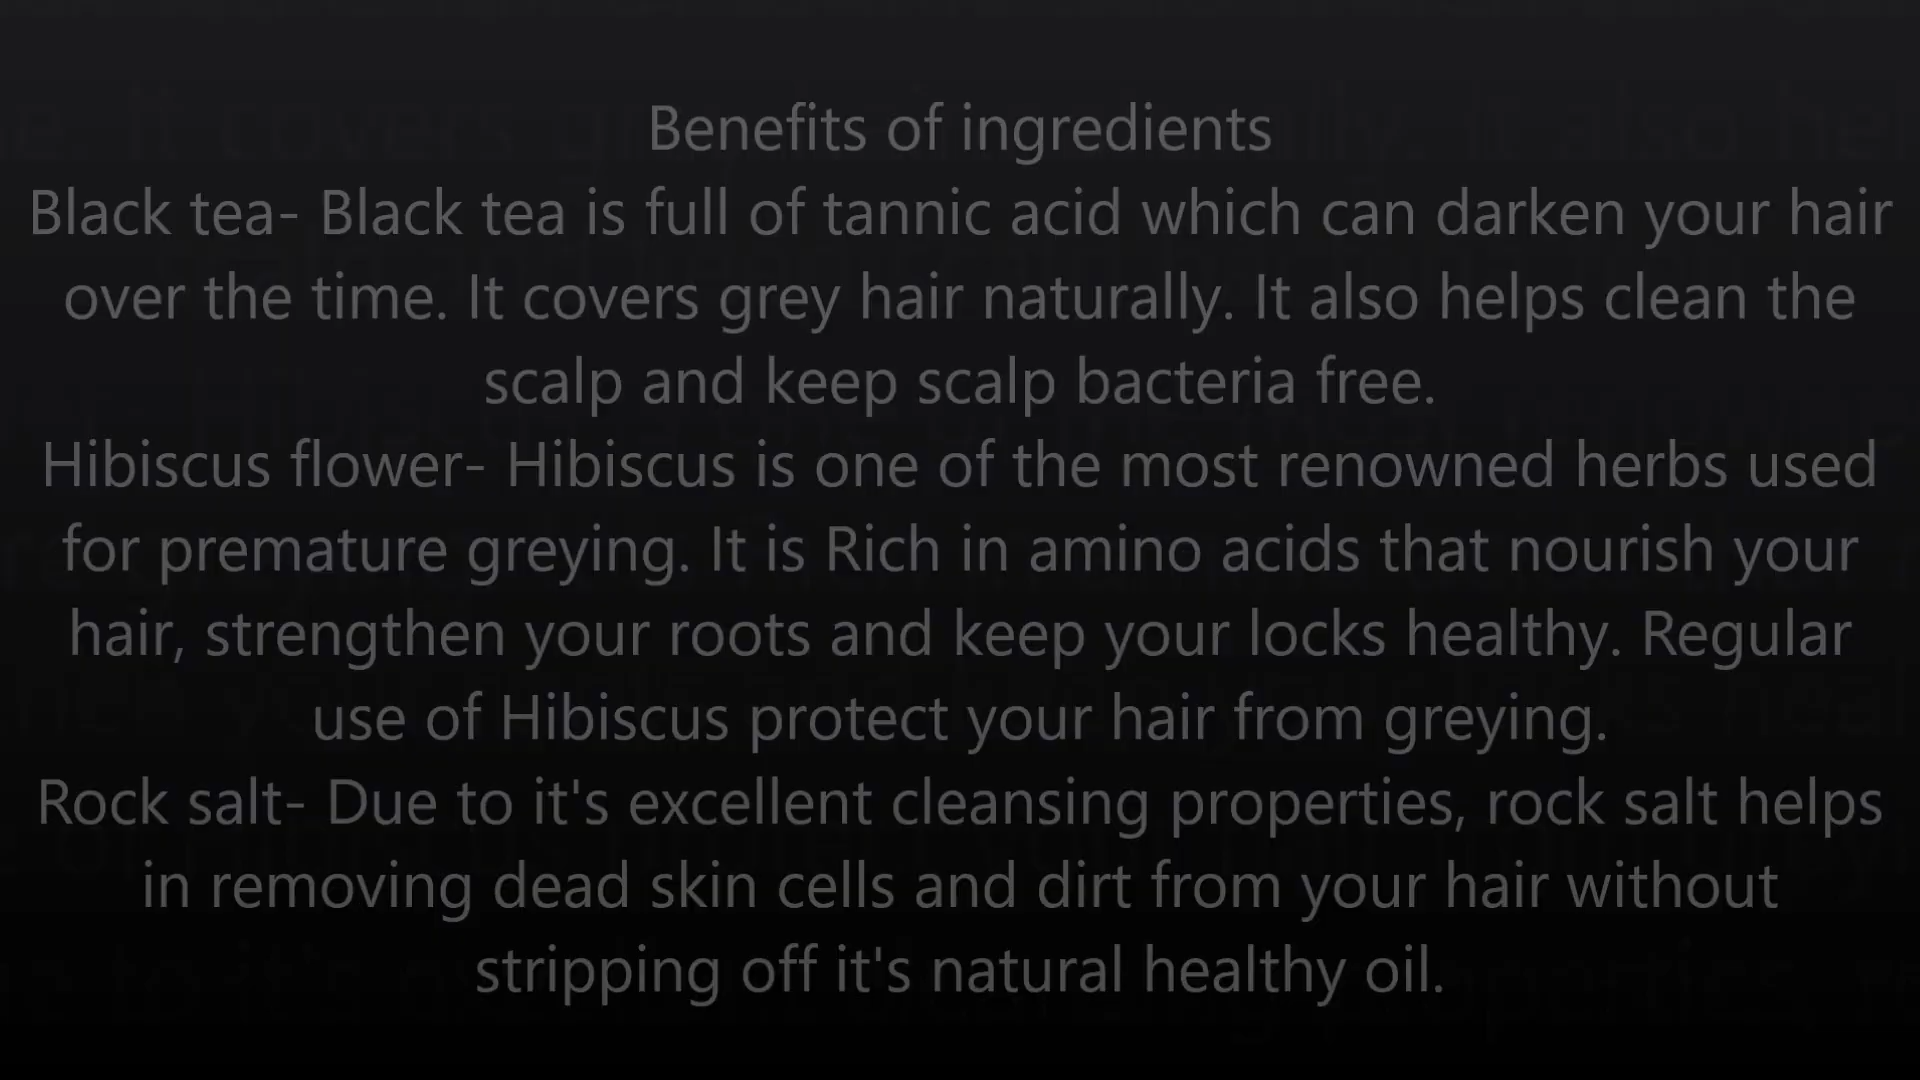 Benefits of ingredients
Black tea- Black tea is full of tannic acid which can darken your hair
over the time. It covers grey hair naturally. It also helps clean the
scalp and keep scalp bacteria free.
Hibiscus flower- Hibiscus is one of the most renowned herbs used
for premature greying. It is Rich in amino acids that nourish your
hair, strengthen your roots and keep your locks healthy. Regular
use of Hibiscus protect your hair from greying.
Rock salt- Due to it's excellent cleansing properties, rock salt helps
in removing dead skin cells and dirt from your hair without
stripping off it's natural healthy oil.